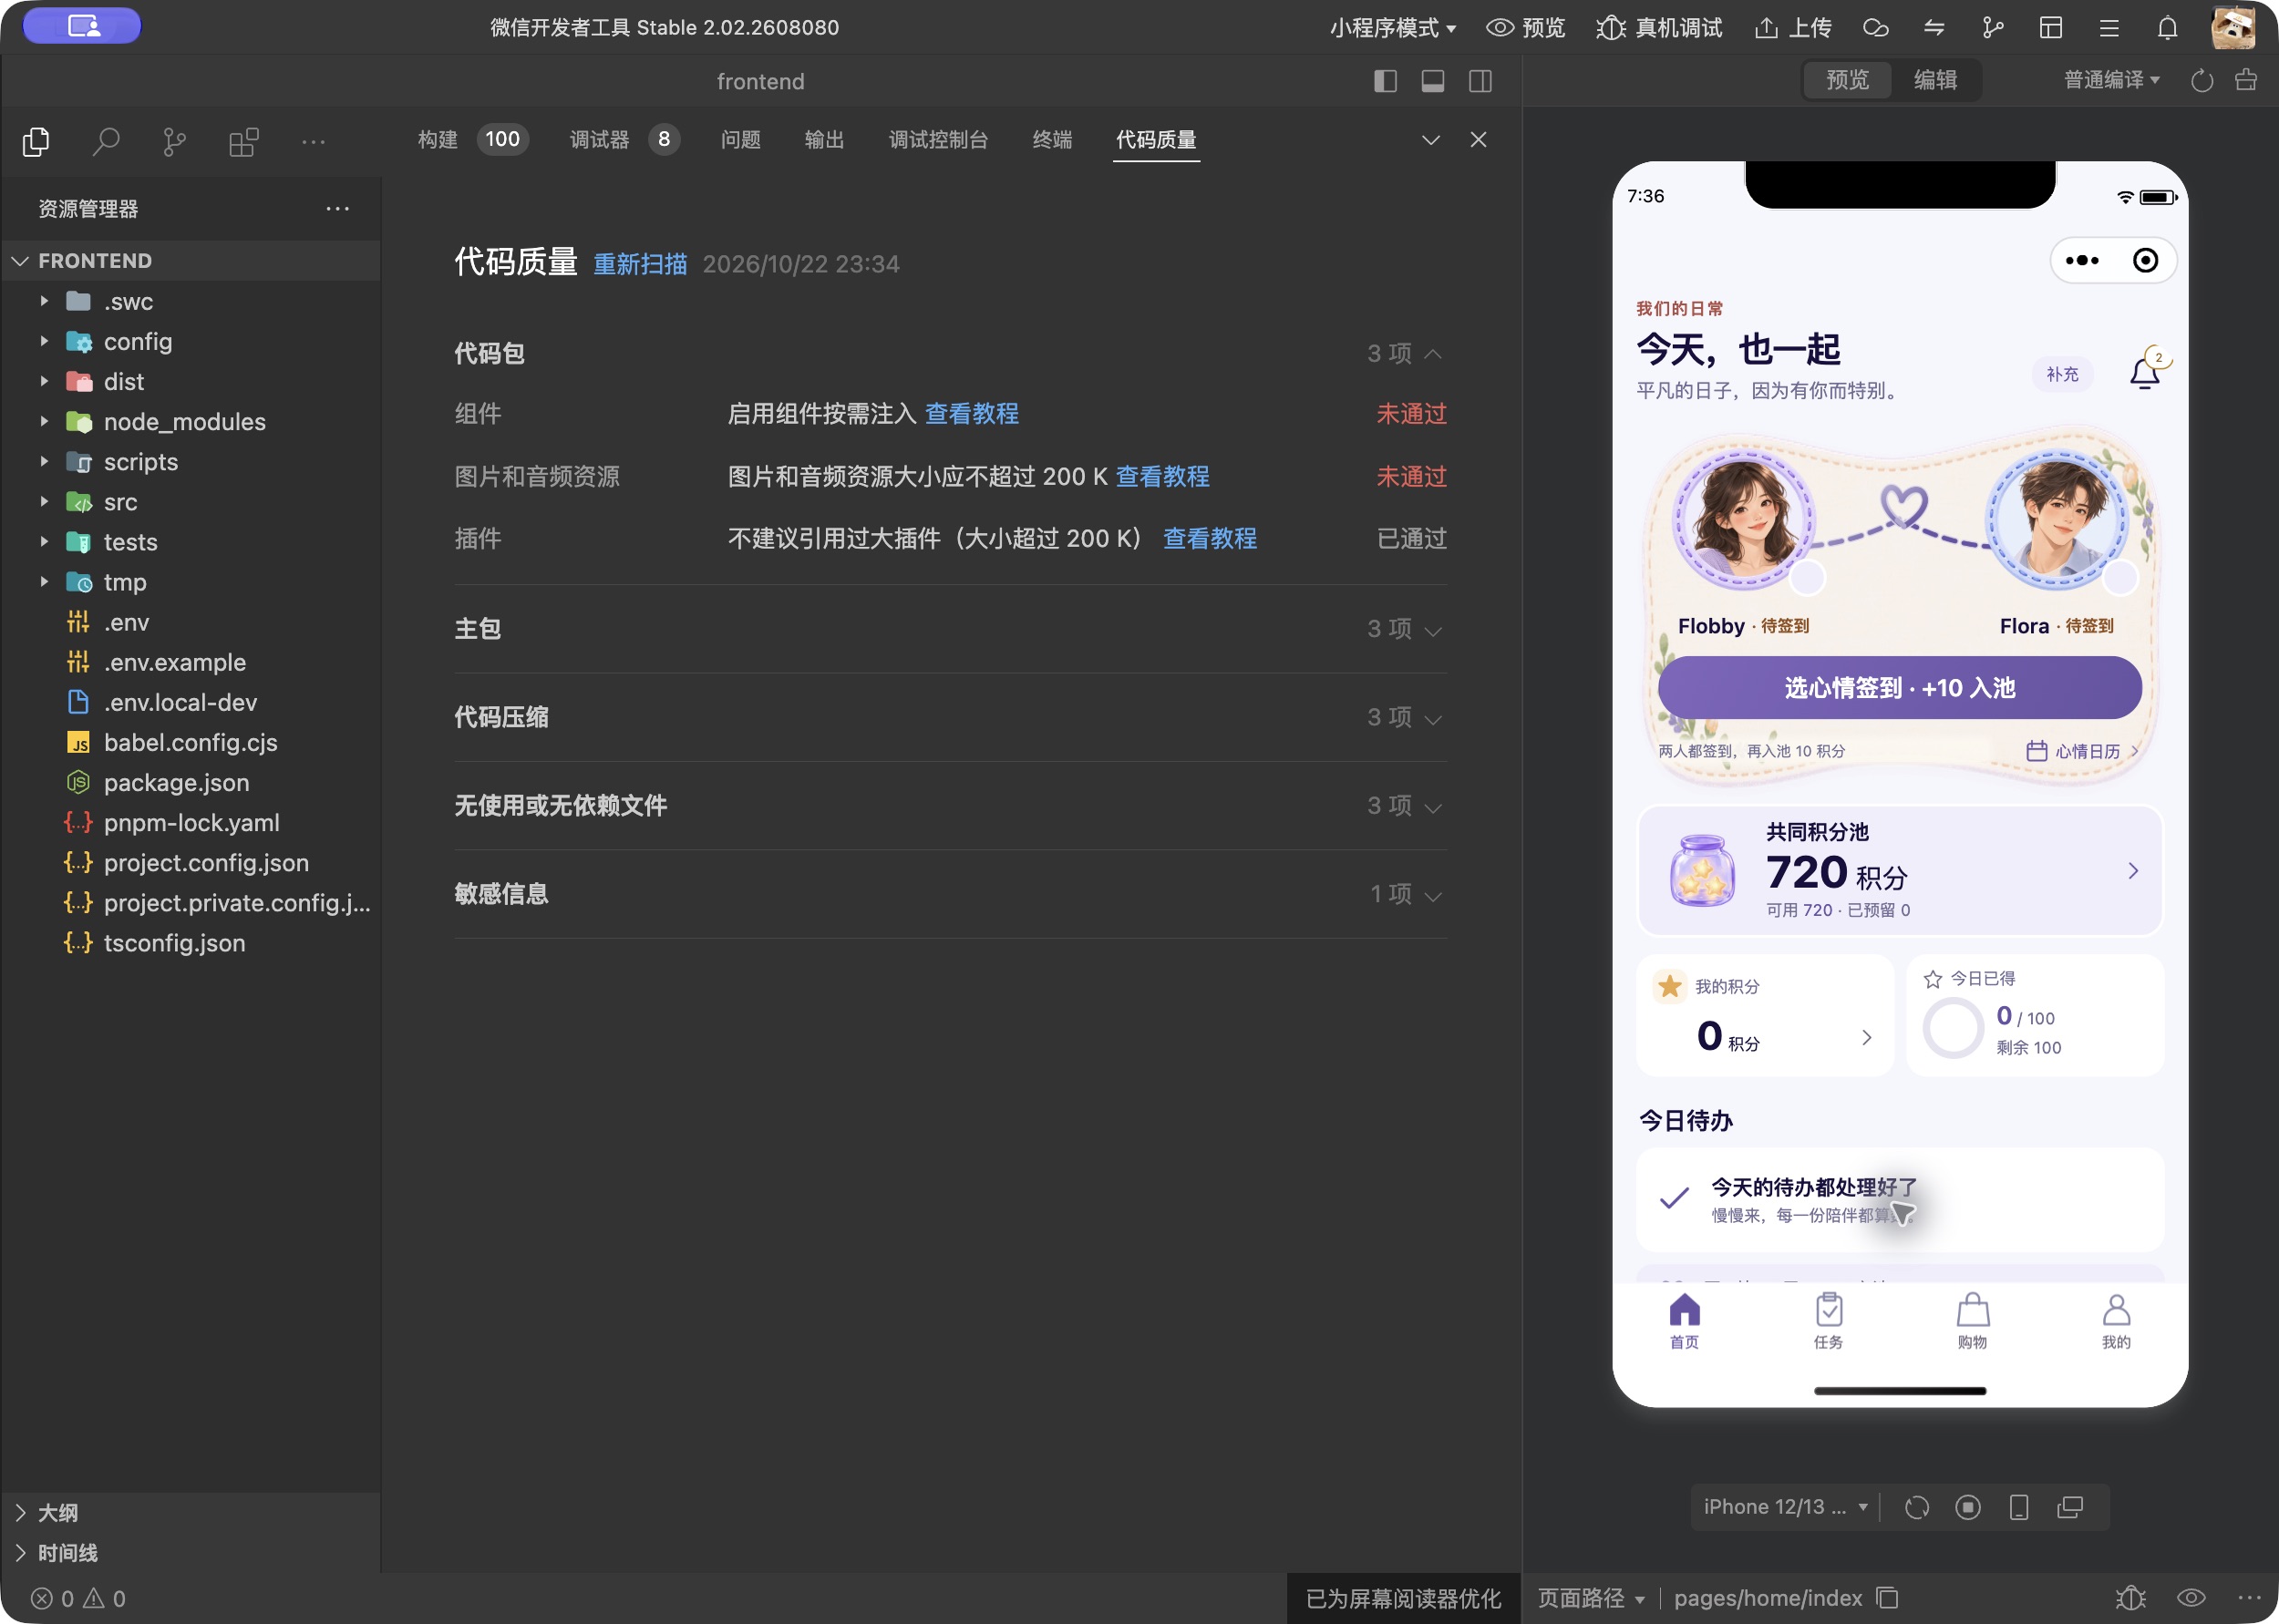 微信开发者工具 Stable 2.02.2608080
小程序模式 预览 真机调试 上传
frontend
预览 编辑 普通编译
构建 100 调试器 8 问题 输出 调试控制台 终端 代码质量
资源管理器
FRONTEND
.swc
config
dist
node_modules
scripts
src
tests
tmp
.env
.env.example
.env.local-dev
babel.config.cjs
package.json
pnpm-lock.yaml
project.config.json
project.private.config.j...
tsconfig.json
大纲
时间线
0 0
代码质量 重新扫描 2026/10/22 23:34
代码包 3 项
组件 启用组件按需注入 查看教程 未通过
图片和音频资源 图片和音频资源大小应不超过 200 K 查看教程 未通过
插件 不建议引用过大插件（大小超过 200 K） 查看教程 已通过
主包 3 项
代码压缩 3 项
无使用或无依赖文件 3 项
敏感信息 1 项
已为屏幕阅读器优化
7:36
我们的日常
今天，也一起
平凡的日子，因为有你而特别。
补充
2
Flobby · 待签到
Flora · 待签到
选心情签到 · +10 入池
两人都签到，再入池 10 积分
心情日历
共同积分池
720 积分
可用 720 · 已预留 0
我的积分
0 积分
今日已得
0 / 100
剩余 100
今日待办
今天的待办都处理好了
慢慢来，每一份陪伴都算
首页 任务 购物 我的
iPhone 12/13 ...
页面路径 pages/home/index